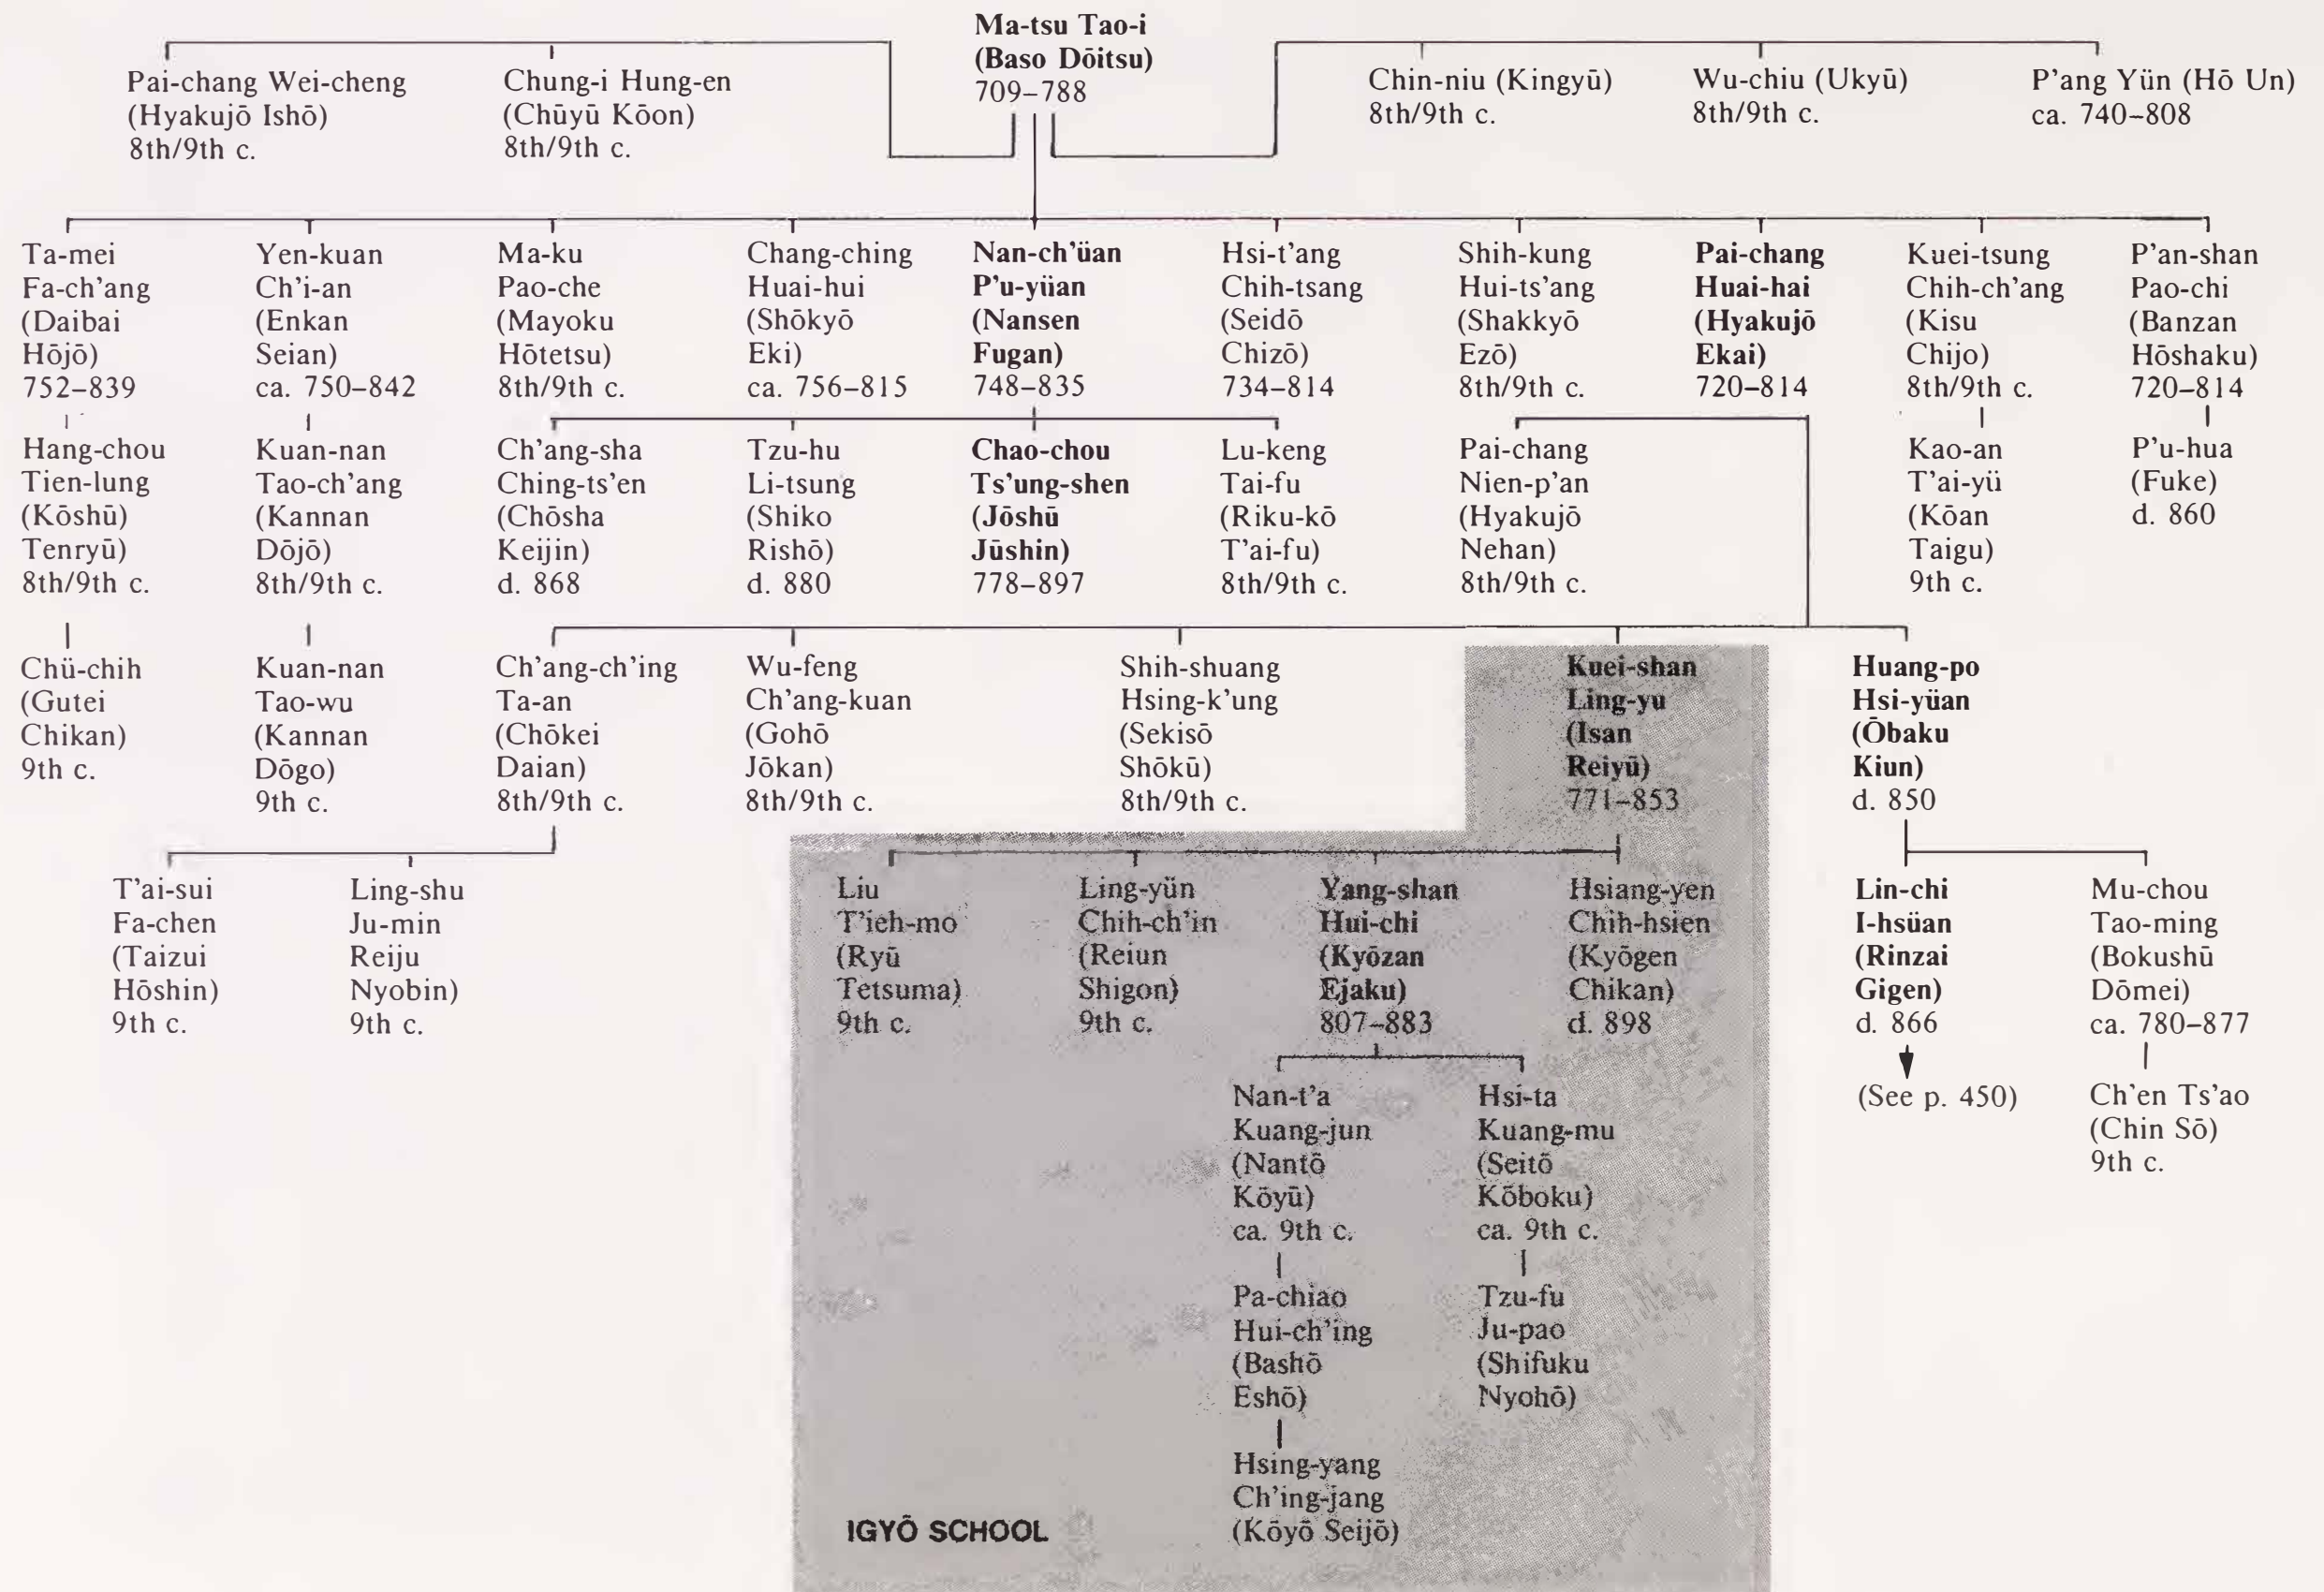 Ma-tsu Tao-i
(Baso Dōitsu)
709–788
Pai-chang Wei-cheng
(Hyakujō Ishō)
8th/9th c.
Chung-i Hung-en
(Chūyū Kōon)
8th/9th c.
Chin-niu (Kingyū)
8th/9th c.
Wu-chiu (Ukyū)
8th/9th c.
P'ang Yün (Hō Un)
ca. 740–808
Ta-mei
Fa-ch'ang
(Daibai
Hōjō)
752–839
Yen-kuan
Ch'i-an
(Enkan
Seian)
ca. 750–842
Ma-ku
Pao-che
(Mayoku
Hōtetsu)
8th/9th c.
Chang-ching
Huai-hui
(Shōkyō
Eki)
ca. 756–815
Nan-ch'üan
P'u-yüan
(Nansen
Fugan)
748–835
Hsi-t'ang
Chih-tsang
(Seidō
Chizō)
734–814
Shih-kung
Hui-ts'ang
(Shakkyō
Ezō)
8th/9th c.
Pai-chang
Huai-hai
(Hyakujō
Ekai)
720–814
Kuei-tsung
Chih-ch'ang
(Kisu
Chijo)
8th/9th c.
P'an-shan
Pao-chi
(Banzan
Hōshaku)
720–814
Hang-chou
Tien-lung
(Kōshū)
Tenryū)
8th/9th c.
Kuan-nan
Tao-ch'ang
(Kannan
Dōjō)
8th/9th c.
Ch'ang-sha
Ching-ts'en
(Chōsha
Keijin)
d. 868
Tzu-hu
Li-tsung
(Shiko
Rishō)
d. 880
Chao-chou
Ts'ung-shen
(Jōshū
Jūshin)
778–897
Lu-keng
Tai-fu
(Riku-kō
T'ai-fu)
8th/9th c.
Pai-chang
Nien-p'an
(Hyakujō
Nehan)
8th/9th c.
Kao-an
T'ai-yü
(Kōan
Taigu)
9th c.
P'u-hua
(Fuke)
d. 860
Chü-chih
(Gutei
Chikan)
9th c.
Kuan-nan
Tao-wu
(Kannan
Dōgo)
9th c.
Ch'ang-ch'ing
Ta-an
(Chōkei
Daian)
8th/9th c.
Wu-feng
Ch'ang-kuan
(Gohō
Jōkan)
8th/9th c.
Shih-shuang
Hsing-k'ung
(Sekisō
Shōkū)
8th/9th c.
Kuei-shan
Ling-yu
(Isan
Reiyū)
771–853
Huang-po
Hsi-yüan
(Ōbaku
Kiun)
d. 850
T'ai-sui
Fa-chen
(Taizui
Hōshin)
9th c.
Ling-shu
Ju-min
Reiju
Nyobin)
9th c.
Liu
T'ieh-mo
(Ryū
Tetsuma)
9th c.
Ling-yün
Chih-ch'in
(Reiun
Shigon)
9th c.
Yang-shan
Hui-chi
(Kyōzan
Ejaku)
807–883
Hsiang-yen
Chih-hsien
(Kyōgen
Chikan)
d. 898
Lin-chi
I-hsüan
(Rinzai
Gigen)
d. 866
(See p. 450)
Mu-chou
Tao-ming
(Bokushū
Dōmei)
ca. 780–877
Ch'en Ts'ao
(Chin Sō)
9th c.
Nan-t'a
Kuang-jun
(Nantō
Kōyū)
ca. 9th c.
Hsi-ta
Kuang-mu
(Seitō
Kōboku)
ca. 9th c.
Pa-chiao
Hui-ch'ing
(Bashō
Eshō)
Tzu-fu
Ju-pao
(Shifuku
Nyohō)
Hsing-yang
Ch'ing-jang
(Kōyō Seijō)
IGYŌ SCHOOL